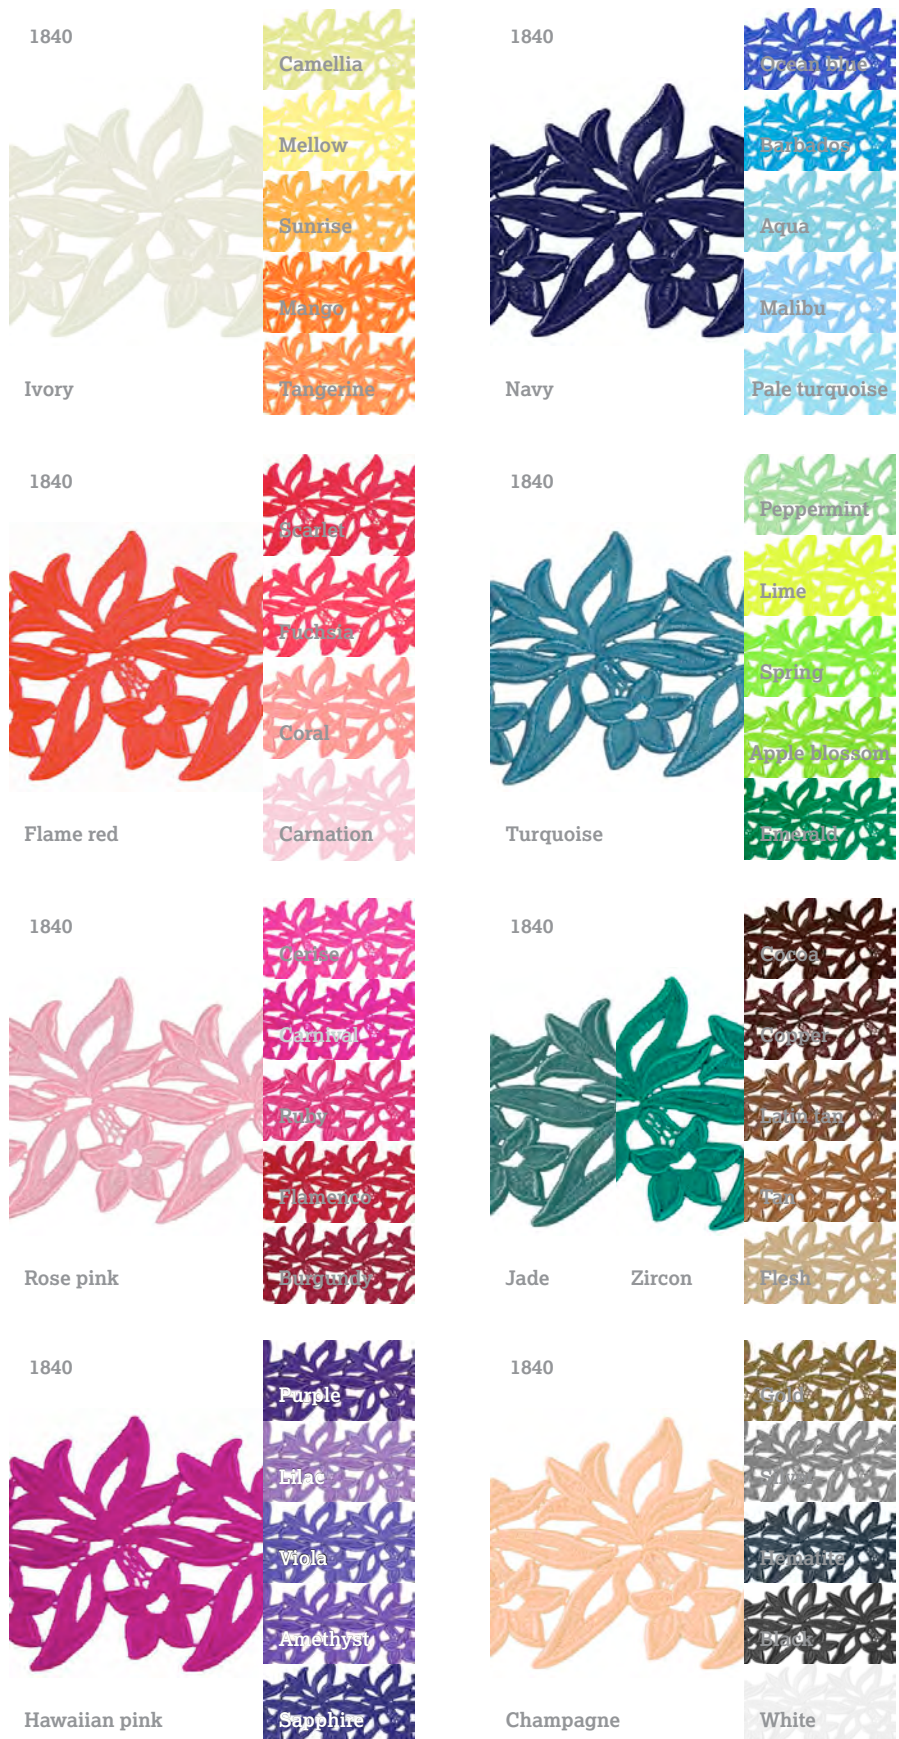 1840
Ivory
Camellia
Mellow
Sunrise
Mango
Tangerine
1840
Navy
Ocean blue
Barbados
Aqua
Malibu
Pale turquoise
1840
Flame red
Scarlet
Fuchsia
Coral
Carnation
1840
Turquoise
Peppermint
Lime
Spring
Apple blossom
Emerald
1840
Rose pink
Cerise
Carnival
Ruby
Flamenco
Burgundy
1840
Jade
Zircon
Cocoa
Copper
Latin tan
Tan
Flesh
1840
Hawaiian pink
Purple
Lilac
Viola
Amethyst
Sapphire
1840
Champagne
Gold
Silver
Hematite
Black
White